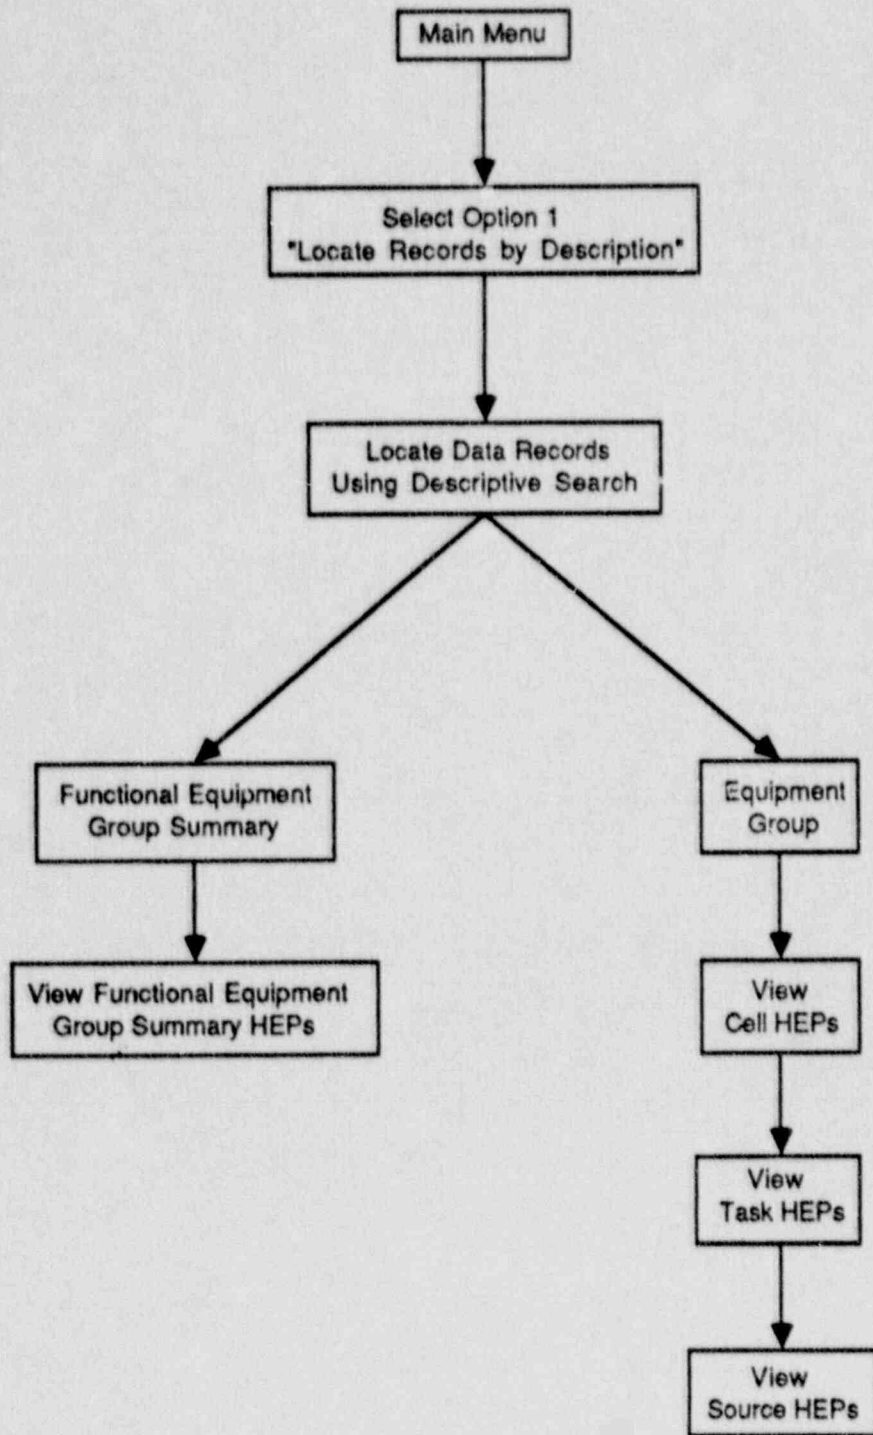 Main Menu
Select Option 1
"Locate Records by Description"
Locate Data Records
Using Descriptive Search
Functional Equipment
Group Summary
Equipment
Group
View Functional Equipment
Group Summary HEPs
View
Cell HEPs
View
Task HEPs
View
Source HEPs